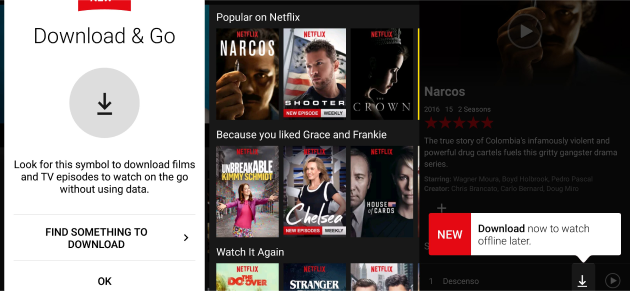 NEW
Download & Go
Look for this symbol to download films
and TV episodes to watch on the go
without using data.
FIND SOMETHING TO
DOWNLOAD
OK
Popular on Netflix
NETFLIX
NARCOS
NETFLIX
SHOOTER
NEW EPISODE WEEKLY
NETFLIX
THE
CROWN
Because you liked Grace and Frankie
NETFLIX
UNBREAKABLE
KIMMY SCHMIDT
NETFLIX
Chelsea
NEW EPISODES WEEKLY
NETFLIX
HOUSE
of CARDS
Watch It Again
NETFLIX
THE
DO OVER
NETFLIX
STRANGER
NETFLIX
Narcos
2016 15 2 Seasons
The true story of Colombia's infamously violent and
powerful drug cartels fuels this gritty gangster drama
series.
Starring: Wagner Moura, Boyd Holbrook, Pedro Pascal
Creator: Chris Brancato, Carlo Bernard, Doug Miro
NEW
Download now to watch
offline later.
1 Descenso